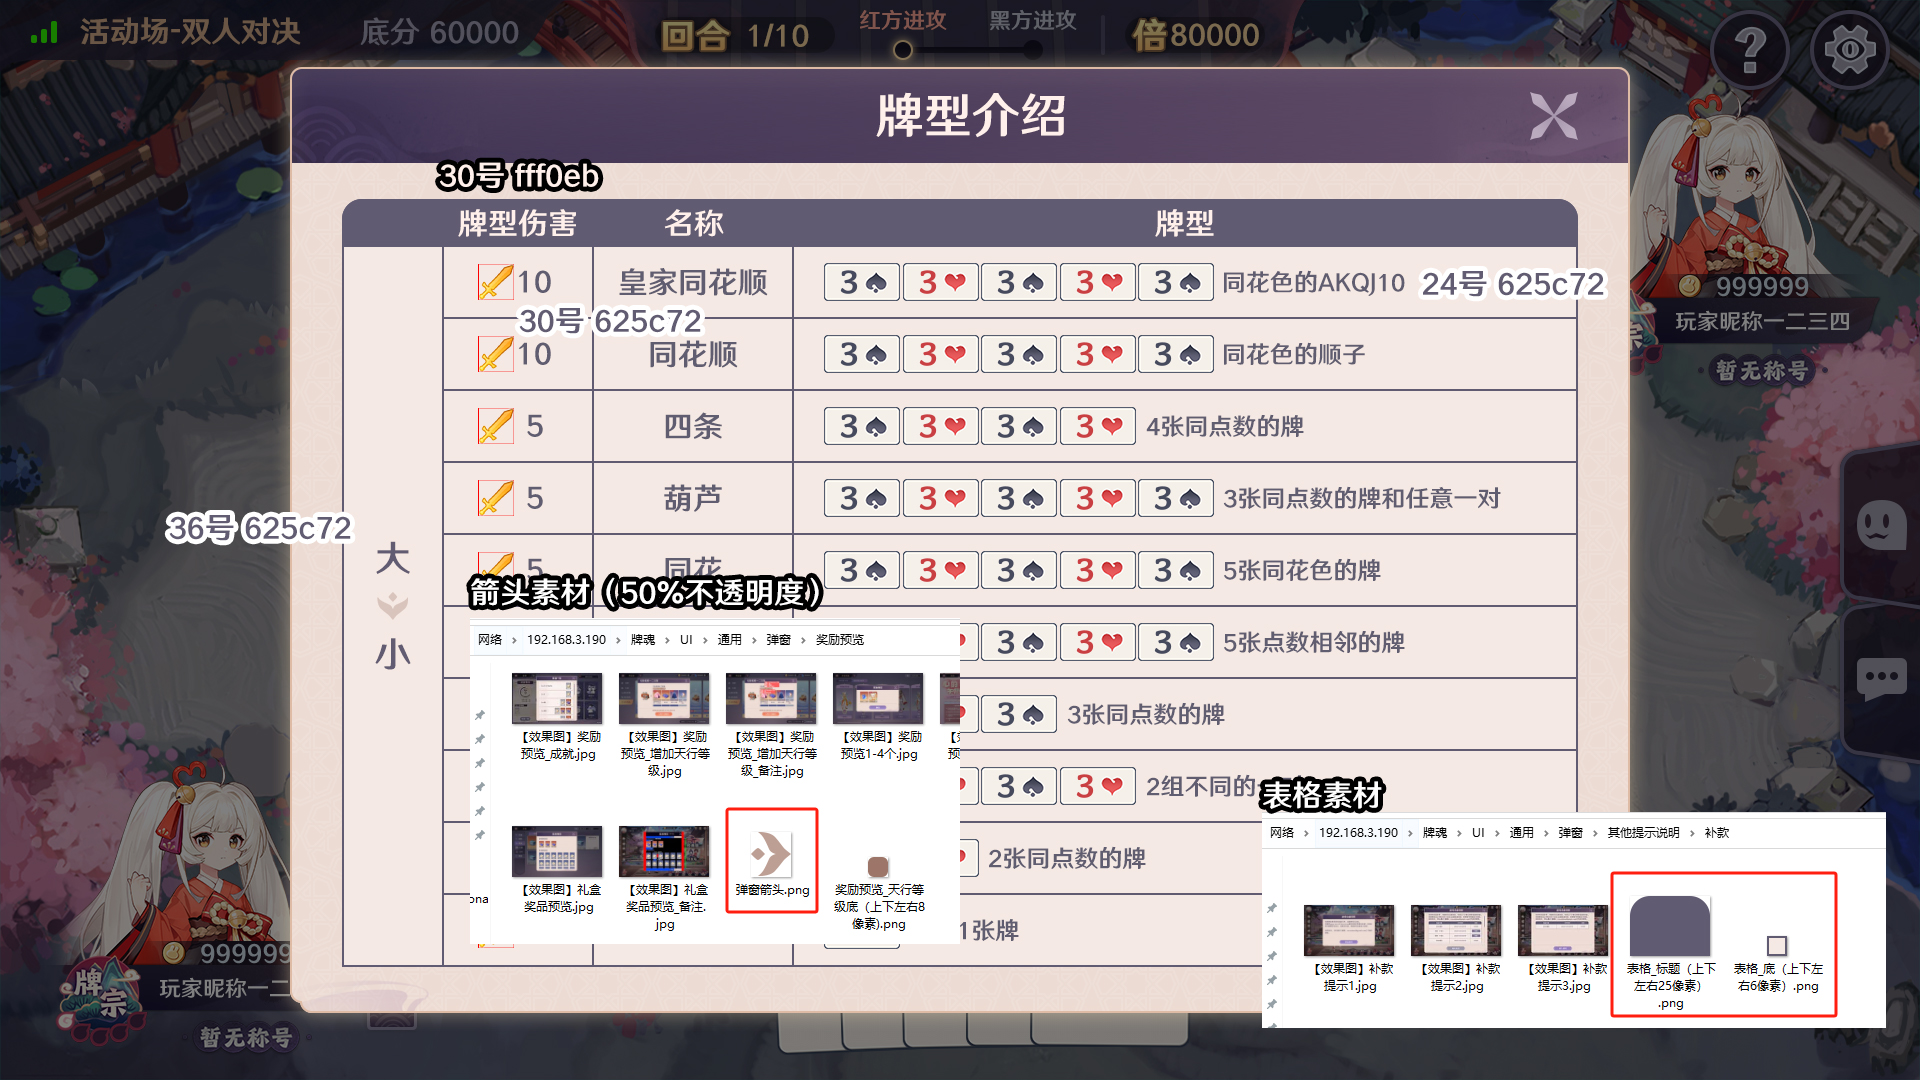 活动场-双人对决
底分 60000
回合 1/10
红方进攻
黑方进攻
倍80000
牌型介绍
30号 fff0eb
牌型伤害 名称 牌型
10 皇家同花顺 3 3 3 3 3 同花色的AKQJ10
24号 625c72
30号 625c72
10 同花顺 3 3 3 3 3 同花色的顺子
5 四条 3 3 3 3 4张同点数的牌
5 葫芦 3 3 3 3 3 3张同点数的牌和任意一对
5 同花 3 3 3 3 3 5张同花色的牌
3 3 3 5张点数相邻的牌
3 3张同点数的牌
3 3 2组不同的
2张同点数的牌
1张牌
36号 625c72
大
小
999999
玩家昵称一二三四
暂无称号
箭头素材（50%不透明度）
网络 › 192.168.3.190 › 牌魂 › UI › 通用 › 弹窗 › 奖励预览
【效果图】奖励预览_成就.jpg
【效果图】奖励预览_增加天行等级.jpg
【效果图】奖励预览_增加天行等级_备注.jpg
【效果图】奖励预览1-4个.jpg
【效果图】礼盒奖品预览.jpg
【效果图】礼盒奖品预览_备注.jpg
弹窗箭头.png
奖励预览_天行等级底（上下左右8像素).png
ona
表格素材
网络 › 192.168.3.190 › 牌魂 › UI › 通用 › 弹窗 › 其他提示说明 › 补款
【效果图】补款提示1.jpg
【效果图】补款提示2.jpg
【效果图】补款提示3.jpg
表格_标题（上下左右25像素）.png
表格_底（上下左右6像素）.png
999999
玩家昵称一二
牌宗
暂无称号